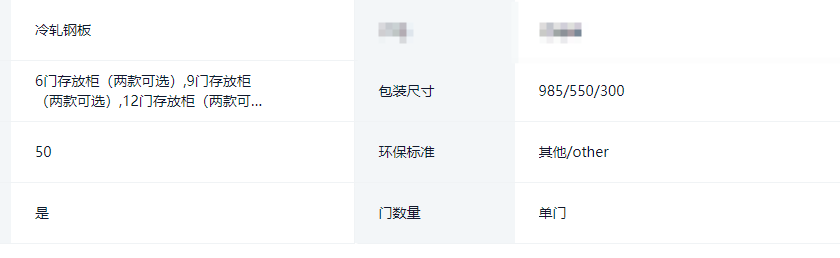 冷轧钢板
6门存放柜（两款可选）,9门存放柜
（两款可选）,12门存放柜（两款可...
包装尺寸
985/550/300
50
环保标准
其他/other
是
门数量
单门